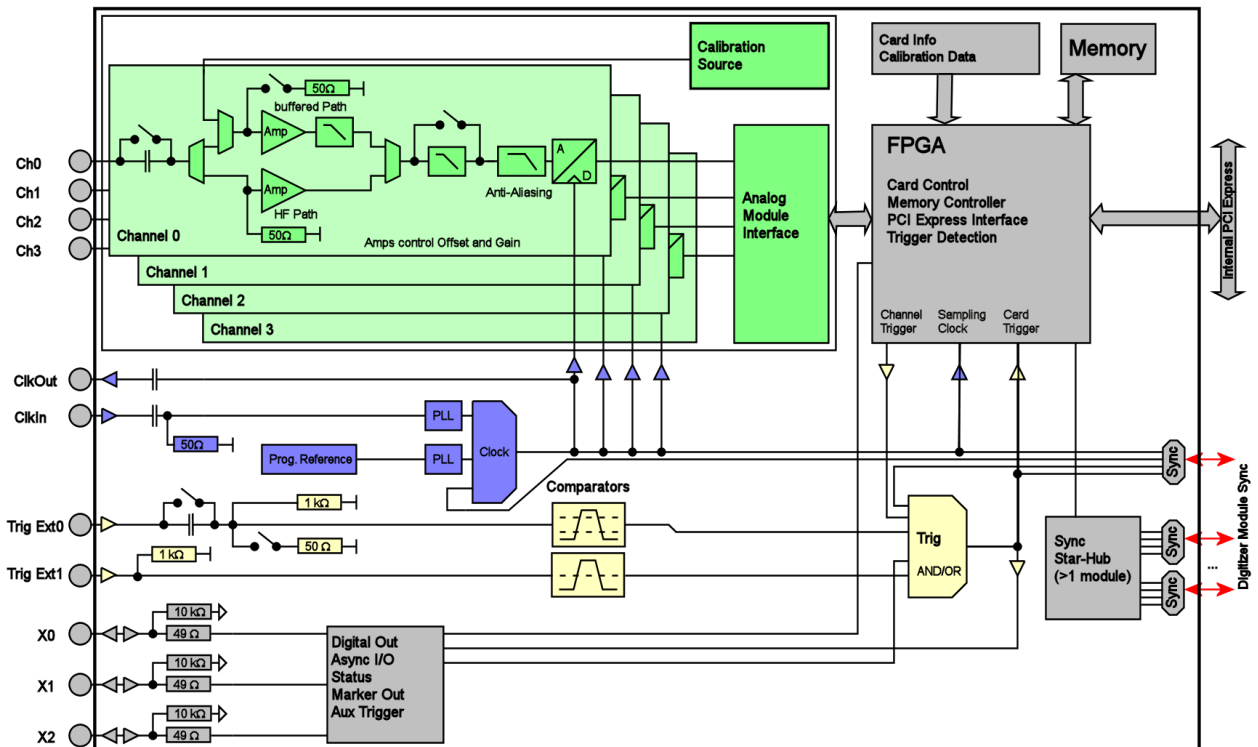 Calibration
Source
Card Info
Calibration Data
Memory
50Ω
buffered Path
Amp
Amp
HF Path
50Ω
A
D
Anti-Aliasing
Amps control Offset and Gain
Channel 0
Channel 1
Channel 2
Channel 3
Ch0
Ch1
Ch2
Ch3
Analog
Module
Interface
FPGA
Card Control
Memory Controller
PCI Express Interface
Trigger Detection
Channel
Trigger
Sampling
Clock
Card
Trigger
Internal PCI Express
ClkOut
ClkIn
50Ω
PLL
Prog. Reference
PLL
Clock
Sync
Comparators
Trig Ext0
1 kΩ
50 Ω
Trig Ext1
1 kΩ
Trig
AND/OR
Sync
Star-Hub
(>1 module)
Sync
...
Sync
Digitizer Module Sync
X0
10 kΩ
49 Ω
X1
10 kΩ
49 Ω
X2
10 kΩ
49 Ω
Digital Out
Async I/O
Status
Marker Out
Aux Trigger